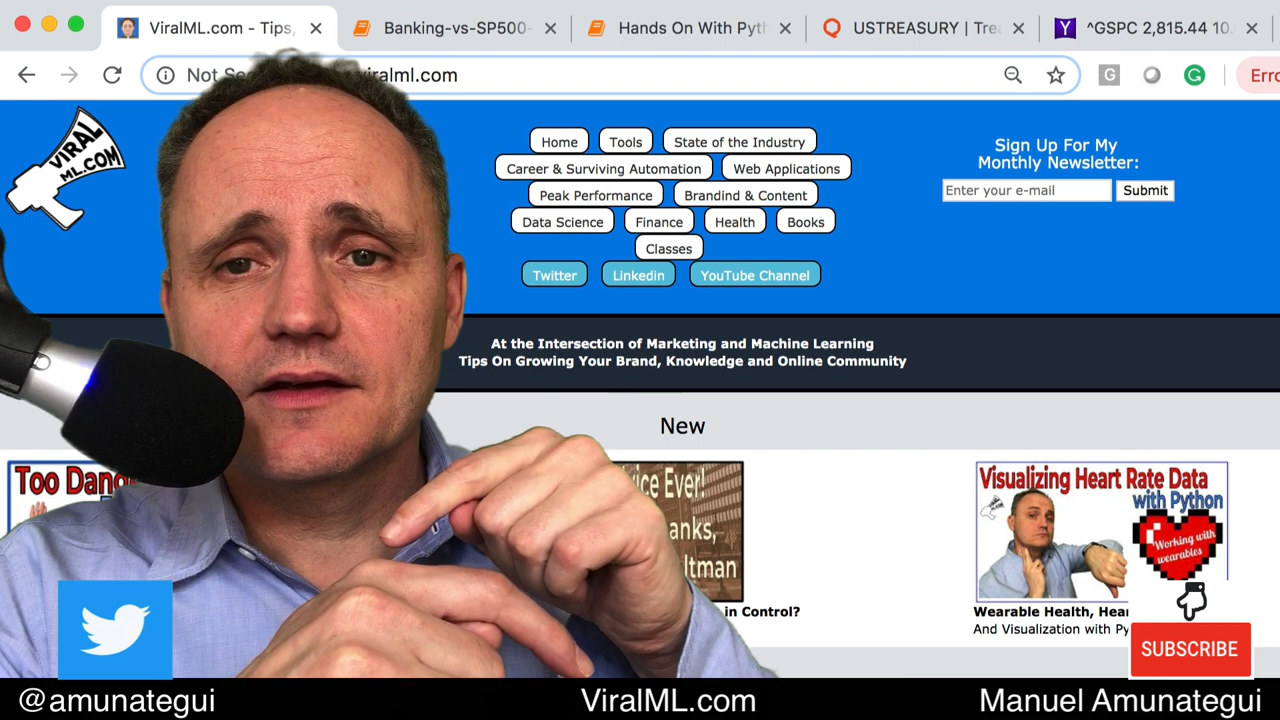 ViralML.com - Tips,
Banking-vs-SP500-
Hands On With Pyth
USTREASURY | Trea
^GSPC 2,815.44 10.
Not Sec
viralml.com
G
G
Erro
VIRAL
ML.COM
Home
Tools
State of the Industry
Career & Surviving Automation
Web Applications
Peak Performance
Brandind & Content
Data Science
Finance
Health
Books
Classes
Twitter
Linkedin
YouTube Channel
Sign Up For My
Monthly Newsletter:
Enter your e-mail
Submit
At the Intersection of Marketing and Machine Learning
Tips On Growing Your Brand, Knowledge and Online Community
New
Too Dang
vice Ever!
anks,
ltman
in Control?
Visualizing Heart Rate Data
with Python
Working with
wearables
Wearable Health, Hear
And Visualization with Py
SUBSCRIBE
@amunategui
ViralML.com
Manuel Amunategui